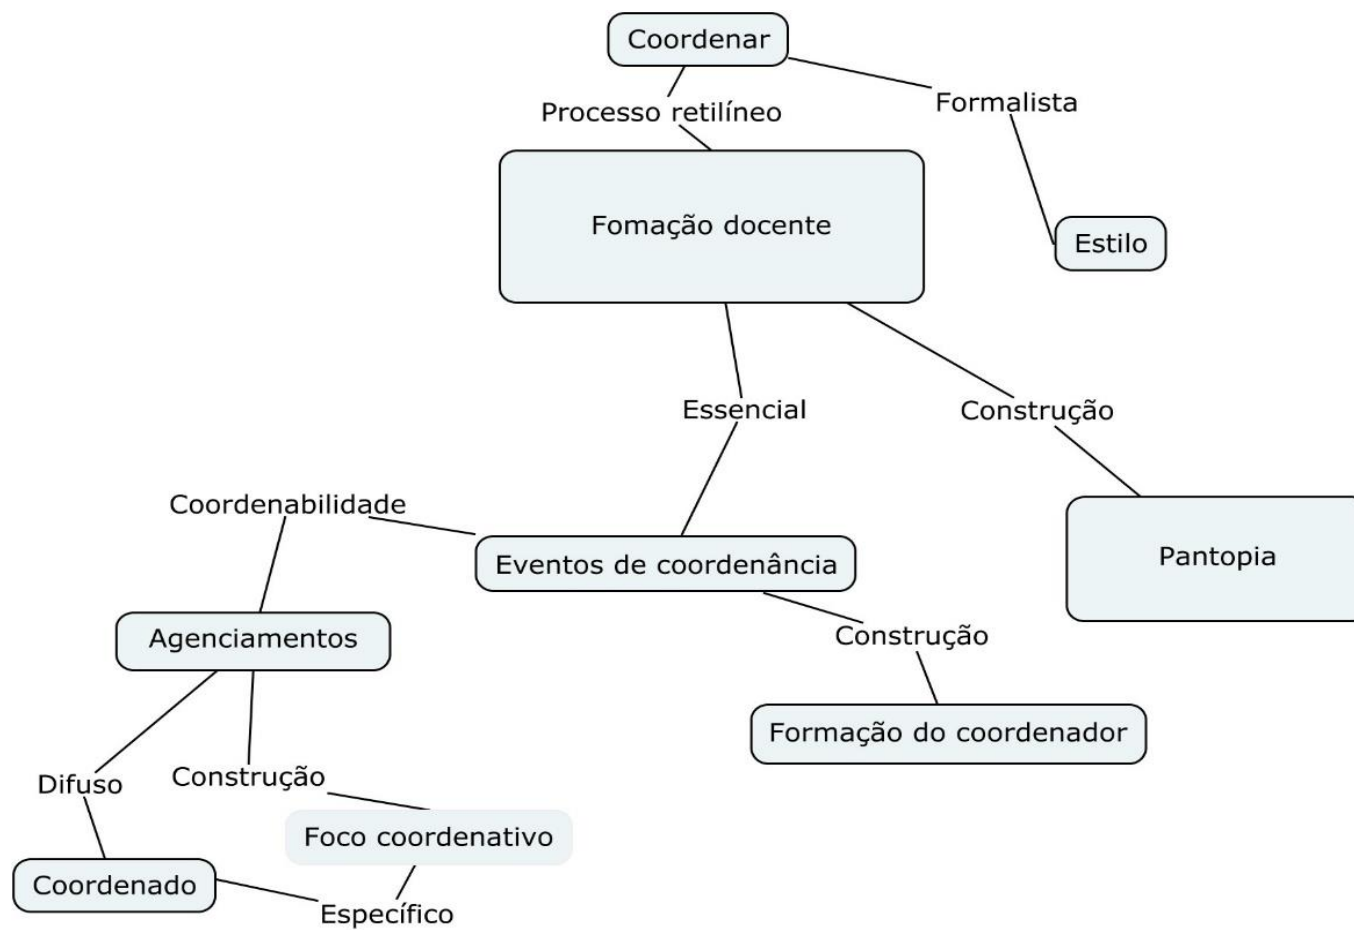 Coordenar
Formalista
Processo retilíneo
Fomação docente
Estilo
Essencial
Construção
Coordenabilidade
Eventos de coordenância
Pantopia
Agenciamentos
Construção
Formação do coordenador
Difuso
Construção
Foco coordenativo
Coordenado
Específico